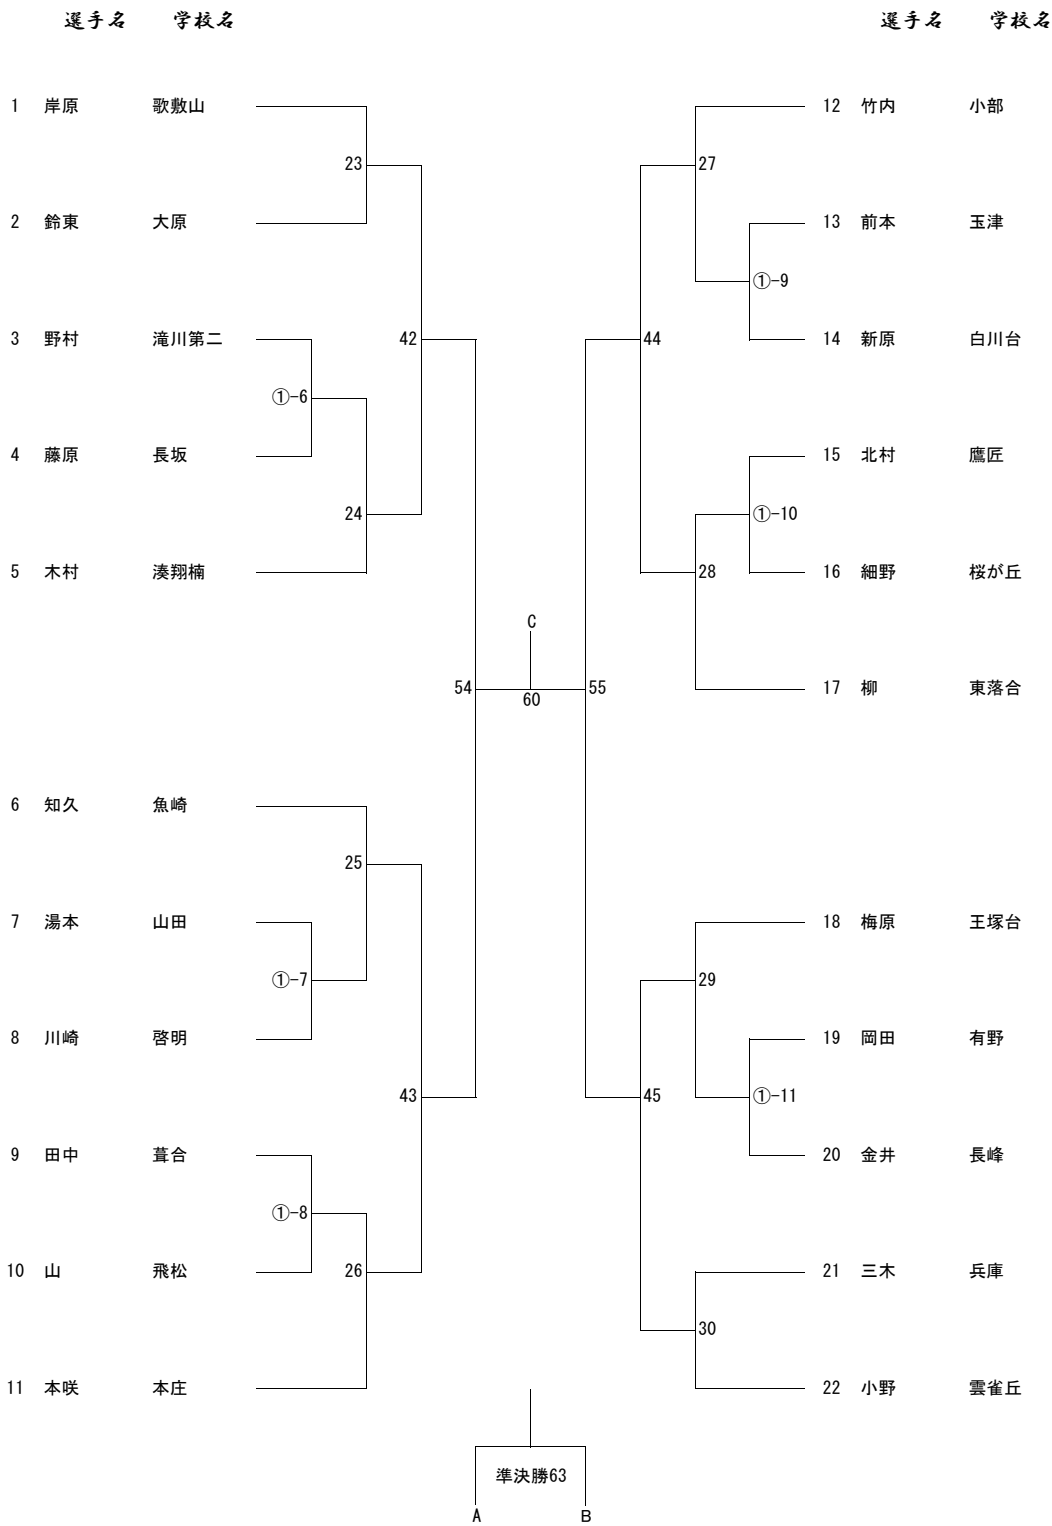 選手名 学校名 選手名 学校名
1 岸原 歌敷山 12 竹内 小部
23 27
2 鈴東 大原 13 前本 玉津
①-9
3 野村 滝川第二 42 44 14 新原 白川台
①-6
4 藤原 長坂 15 北村 鷹匠
24 ①-10
5 木村 湊翔楠 28 16 細野 桜が丘
C
54 55 17 柳 東落合
60
6 知久 魚崎
25
7 湯本 山田 18 梅原 王塚台
①-7 29
8 川崎 啓明 19 岡田 有野
43 45 ①-11
9 田中 葺合 20 金井 長峰
①-8
10 山 飛松 26 21 三木 兵庫
30
11 本咲 本庄 22 小野 雲雀丘
準決勝63
A B